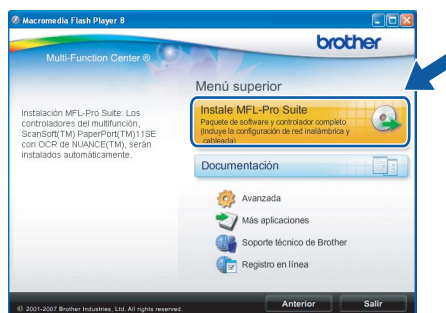 Macromedia Flash Player 8
brother
Multi-Function Center ®
Menú superior
Instalación MFL-Pro Suite: Los
controladores del multifunción,
ScanSoft(TM) PaperPort(TM)11SE
con OCR de NUANCE(TM), serán
instalados automáticamente.
Instale MFL-Pro Suite
Paquete de software y controlador completo
(Incluye la configuración de red inalámbrica y
cableada)
Documentación
Avanzada
Más aplicaciones
Soporte técnico de Brother
Registro en línea
© 2001-2007 Brother Industries, Ltd. All rights reserved.
Anterior
Salir